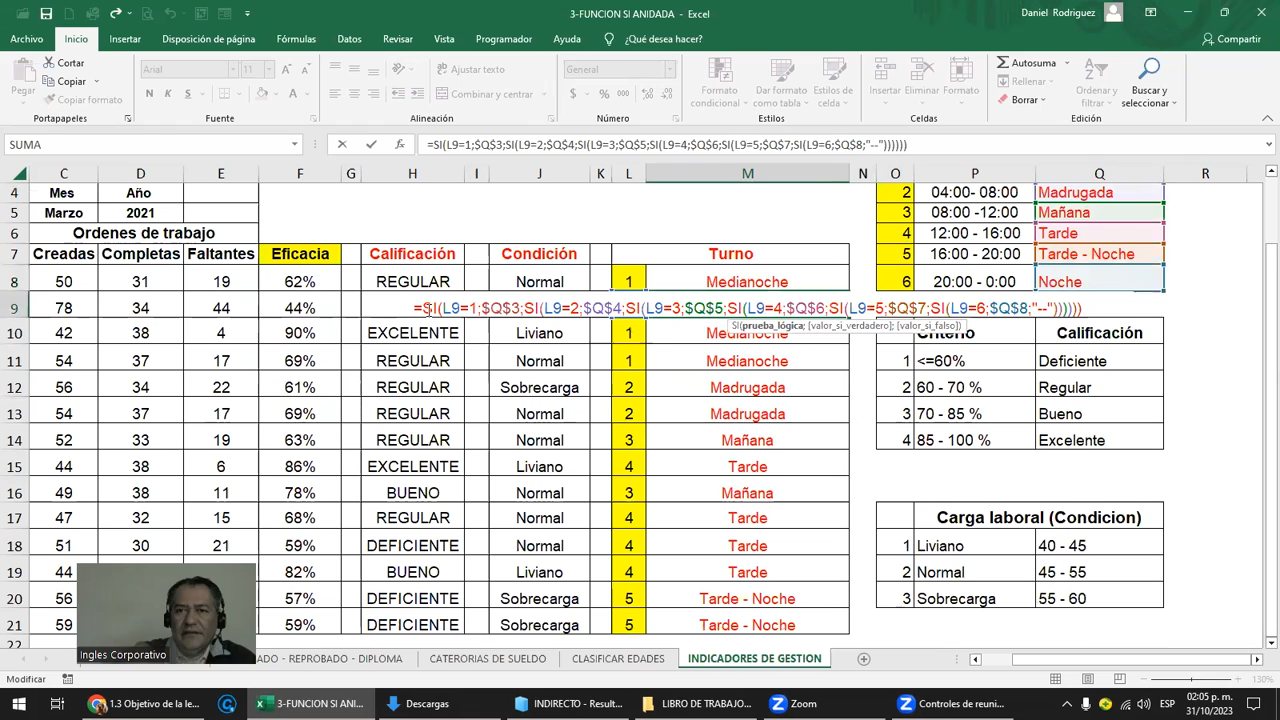 3-FUNCION SI ANIDADA - Excel
Daniel Rodriguez
Archivo Inicio Insertar Disposición de página Fórmulas Datos Revisar Vista Programador Ayuda ¿Qué desea hacer? Compartir
Pegar
Cortar
Copiar
Copiar formato
Portapapeles
Arial 11
N K S
Fuente
Ajustar texto
Combinar y centrar
Alineación
General
$ % 000
Número
Formato condicional
Dar formato como tabla
Estilos de celda
Estilos
Insertar Eliminar Formato
Celdas
Autosuma
Rellenar
Borrar
Ordenar y filtrar
Buscar y seleccionar
Edición
SUMA
=SI(L9=1;$Q$3;SI(L9=2;$Q$4;SI(L9=3;$Q$5;SI(L9=4;$Q$6;SI(L9=5;$Q$7;SI(L9=6;$Q$8;"--"))))))
C D E F G H I J K L M N O P Q R
4 Mes Año 2 04:00- 08:00 Madrugada
5 Marzo 2021 3 08:00 -12:00 Mañana
6 Ordenes de trabajo 4 12:00 - 16:00 Tarde
7 Creadas Completas Faltantes Eficacia Calificación Condición Turno 5 16:00 - 20:00 Tarde - Noche
8 50 31 19 62% REGULAR Normal 1 Medianoche 6 20:00 - 0:00 Noche
9 78 34 44 44% =SI(L9=1;$Q$3;SI(L9=2;$Q$4;SI(L9=3;$Q$5;SI(L9=4;$Q$6;SI(L9=5;$Q$7;SI(L9=6;$Q$8;"--"))))))
SI(prueba_lógica; [valor_si_verdadero]; [valor_si_falso])
10 42 38 4 90% EXCELENTE Liviano 1 Medianoche Criterio Calificación
11 54 37 17 69% REGULAR Normal 1 Medianoche 1 <=60% Deficiente
12 56 34 22 61% REGULAR Sobrecarga 2 Madrugada 2 60 - 70 % Regular
13 54 37 17 69% REGULAR Normal 2 Madrugada 3 70 - 85 % Bueno
14 52 33 19 63% REGULAR Normal 3 Mañana 4 85 - 100 % Excelente
15 44 38 6 86% EXCELENTE Liviano 4 Tarde
16 49 38 11 78% BUENO Normal 3 Mañana
17 47 32 15 68% REGULAR Normal 4 Tarde Carga laboral (Condicion)
18 51 30 21 59% DEFICIENTE Normal 4 Tarde 1 Liviano 40 - 45
19 44 82% BUENO Liviano 4 Tarde 2 Normal 45 - 55
20 56 57% DEFICIENTE Sobrecarga 5 Tarde - Noche 3 Sobrecarga 55 - 60
21 59 59% DEFICIENTE Sobrecarga 5 Tarde - Noche
22
Ingles Corporativo
ADO - REPROBADO - DIPLOMA CATERORIAS DE SUELDO CLASIFICAR EDADES INDICADORES DE GESTION
Modificar
130%
1.3 Objetivo de la le...
3-FUNCION SI ANI...
Descargas
INDIRECTO - Result...
LIBRO DE TRABAJO...
Zoom
Controles de reuni...
ESP
02:05 p. m.
31/10/2023